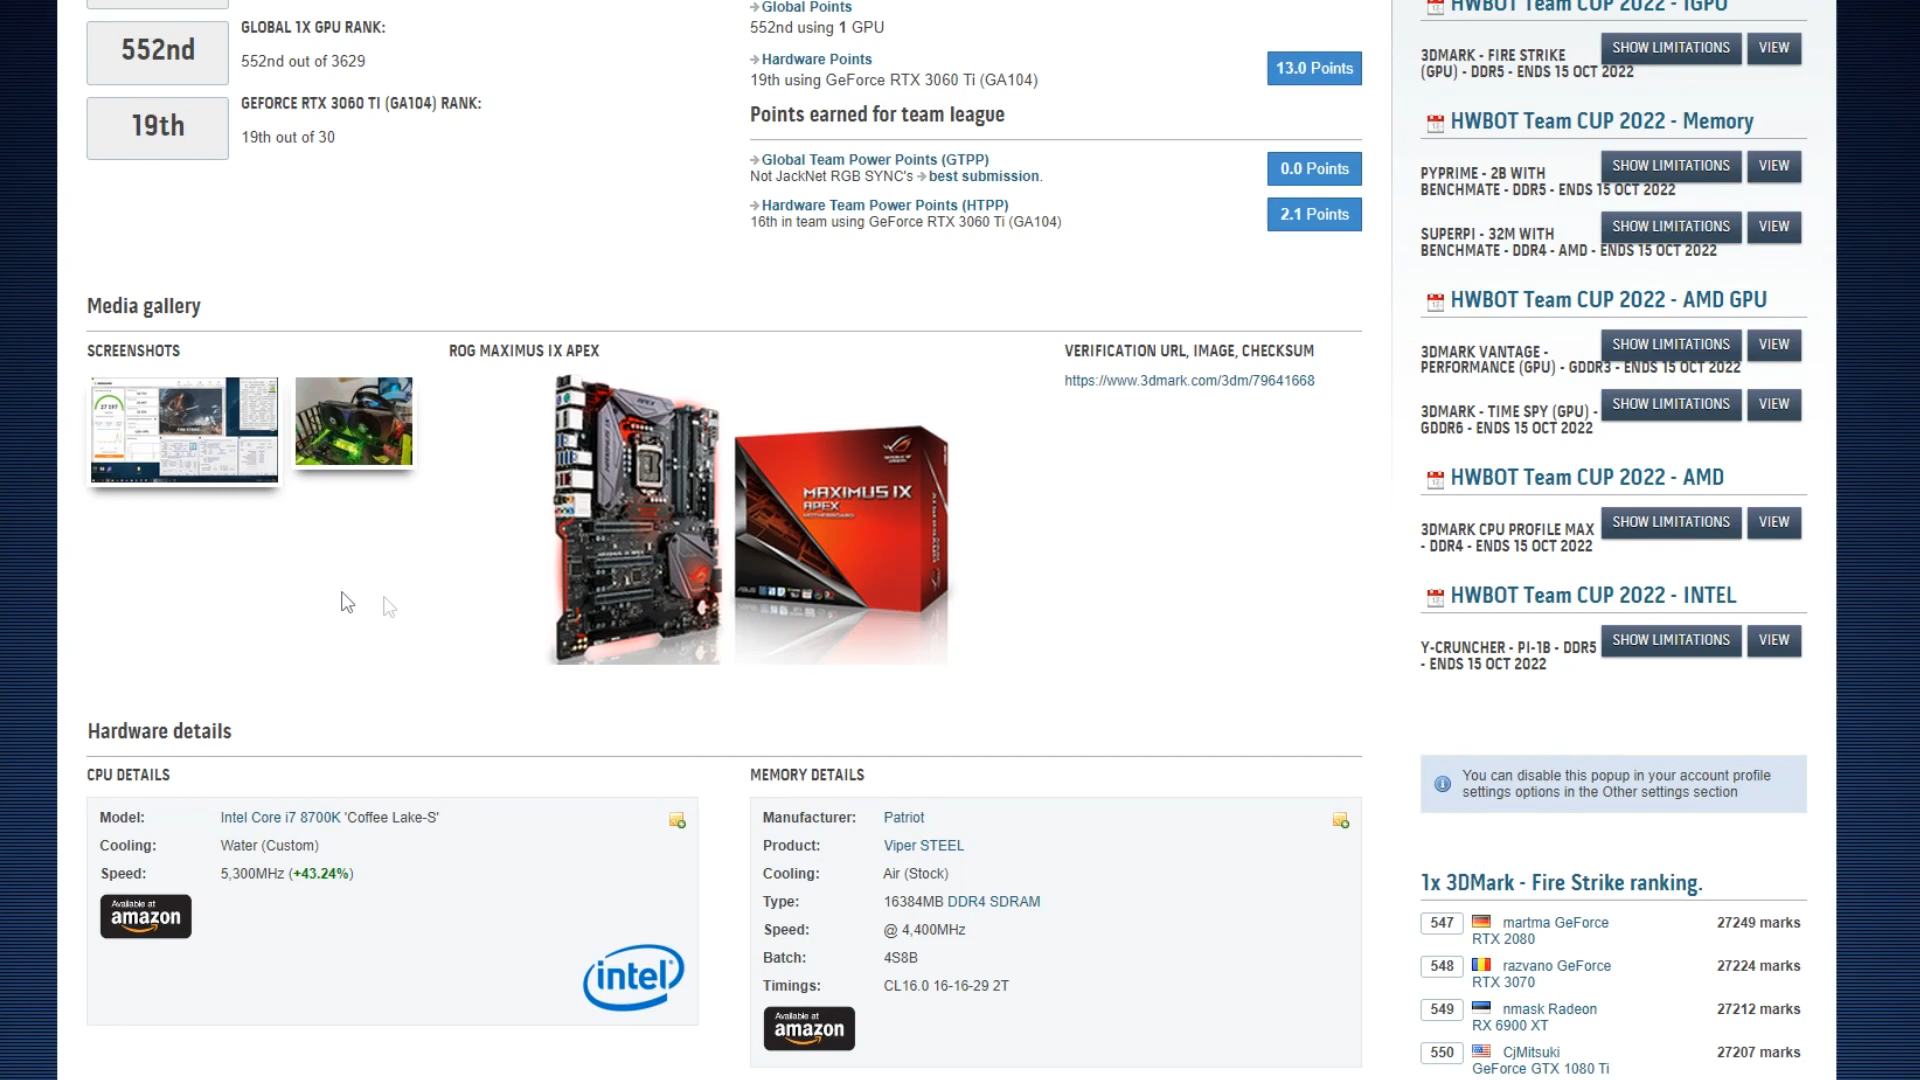 552nd
GLOBAL 1X GPU RANK:
552nd out of 3629
19th
GEFORCE RTX 3060 TI (GA104) RANK:
19th out of 30
Global Points
552nd using 1 GPU
Hardware Points
19th using GeForce RTX 3060 Ti (GA104)
13.0 Points
Points earned for team league
Global Team Power Points (GTPP)
Not JackNet RGB SYNC's best submission.
0.0 Points
Hardware Team Power Points (HTPP)
16th in team using GeForce RTX 3060 Ti (GA104)
2.1 Points
Media gallery
SCREENSHOTS
27 197
ROG MAXIMUS IX APEX
MAXIMUS IX
APEX
MOTHERBOARD
VERIFICATION URL, IMAGE, CHECKSUM
https://www.3dmark.com/3dm/79641668
Hardware details
CPU DETAILS
Model: Intel Core i7 8700K 'Coffee Lake-S'
Cooling: Water (Custom)
Speed: 5,300MHz (+43.24%)
Available at
amazon
intel
MEMORY DETAILS
Manufacturer: Patriot
Product: Viper STEEL
Cooling: Air (Stock)
Type: 16384MB DDR4 SDRAM
Speed: @ 4,400MHz
Batch: 4S8B
Timings: CL16.0 16-16-29 2T
Available at
amazon
HWBOT Team CUP 2022 - IGPU
3DMARK - FIRE STRIKE
(GPU) - DDR5 - ENDS 15 OCT 2022
SHOW LIMITATIONS VIEW
HWBOT Team CUP 2022 - Memory
PYPRIME - 2B WITH
BENCHMATE - DDR5 - ENDS 15 OCT 2022
SHOW LIMITATIONS VIEW
SUPERPI - 32M WITH
BENCHMATE - DDR4 - AMD - ENDS 15 OCT 2022
SHOW LIMITATIONS VIEW
HWBOT Team CUP 2022 - AMD GPU
3DMARK VANTAGE -
PERFORMANCE (GPU) - GDDR3 - ENDS 15 OCT 2022
SHOW LIMITATIONS VIEW
3DMARK - TIME SPY (GPU) -
GDDR6 - ENDS 15 OCT 2022
SHOW LIMITATIONS VIEW
HWBOT Team CUP 2022 - AMD
3DMARK CPU PROFILE MAX
- DDR4 - ENDS 15 OCT 2022
SHOW LIMITATIONS VIEW
HWBOT Team CUP 2022 - INTEL
Y-CRUNCHER - PI-1B - DDR5
- ENDS 15 OCT 2022
SHOW LIMITATIONS VIEW
You can disable this popup in your account profile
settings options in the Other settings section
1x 3DMark - Fire Strike ranking.
547 martma GeForce 27249 marks
RTX 2080
548 razvano GeForce 27224 marks
RTX 3070
549 nmask Radeon 27212 marks
RX 6900 XT
550 CjMitsuki 27207 marks
GeForce GTX 1080 Ti